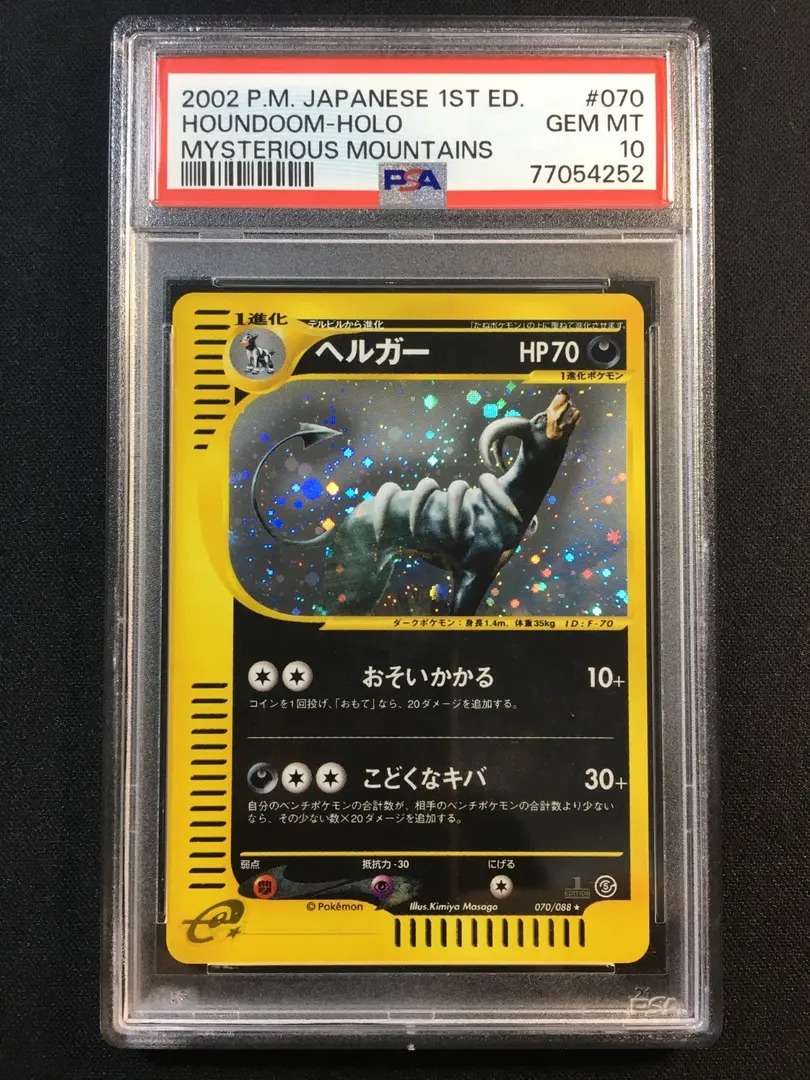 2002 P.M. JAPANESE 1ST ED. #070
HOUNDOOM-HOLO GEM MT
MYSTERIOUS MOUNTAINS 10
PSA 77054252
1進化 デルビルから進化 「たねポケモン」の上に重ねて進化させます。
ヘルガー HP70
1進化ポケモン
ダークポケモン:身長1.4m、体重35kg ID:F-70
おそいかかる 10+
コインを1回投げ、「おもて」なら、20ダメージを追加する。
こどくなキバ 30+
自分のベンチポケモンの合計数が、相手のベンチポケモンの合計数より少ない
なら、その少ない数×20ダメージを追加する。
弱点 抵抗力-30 にげる
1 EDITION
© Pokémon Illus.Kimiya Masago 070/088★
e
PSA